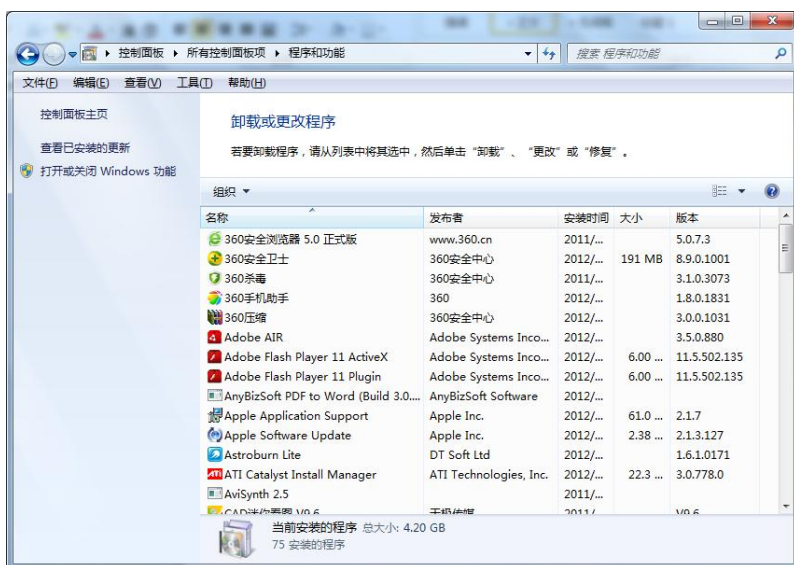 控制面板 ▸ 所有控制面板项 ▸ 程序和功能
搜索 程序和功能
文件(F) 编辑(E) 查看(V) 工具(T) 帮助(H)
控制面板主页
查看已安装的更新
打开或关闭 Windows 功能
卸载或更改程序
若要卸载程序，请从列表中将其选中，然后单击“卸载”、“更改”或“修复”。
组织
名称 发布者 安装时间 大小 版本
360安全浏览器 5.0 正式版 www.360.cn 2011/... 5.0.7.3
360安全卫士 360安全中心 2012/... 191 MB 8.9.0.1001
360杀毒 360安全中心 2011/... 3.1.0.3073
360手机助手 360 2012/... 1.8.0.1831
360压缩 360安全中心 2012/... 3.0.0.1031
Adobe AIR Adobe Systems Inco... 2012/... 3.5.0.880
Adobe Flash Player 11 ActiveX Adobe Systems Inco... 2012/... 6.00 ... 11.5.502.135
Adobe Flash Player 11 Plugin Adobe Systems Inco... 2012/... 6.00 ... 11.5.502.135
AnyBizSoft PDF to Word (Build 3.0.... AnyBizSoft Software 2012/...
Apple Application Support Apple Inc. 2012/... 61.0 ... 2.1.7
Apple Software Update Apple Inc. 2012/... 2.38 ... 2.1.3.127
Astroburn Lite DT Soft Ltd 2012/... 1.6.1.0171
ATI Catalyst Install Manager ATI Technologies, Inc. 2012/... 22.3 ... 3.0.778.0
AviSynth 2.5 2011/...
CAD迷你看图 V9.6 无极传媒 2011/ V9.6
当前安装的程序 总大小: 4.20 GB
75 安装的程序